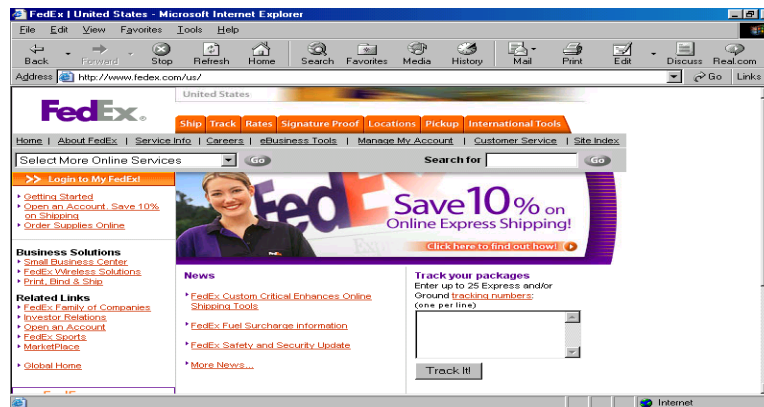 FedEx | United States - Microsoft Internet Explorer
File Edit View Favorites Tools Help
Back Forward Stop Refresh Home Search Favorites Media History Mail Print Edit Discuss Real.com
Address http://www.fedex.com/us/ Go Links
United States
FedEx®
Ship Track Rates Signature Proof Locations Pickup International Tools
Home | About FedEx | Service Info | Careers | eBusiness Tools | Manage My Account | Customer Service | Site Index
Select More Online Services Go Search for Go
>> Login to My FedEx!
Getting Started
Open an Account, Save 10%
on Shipping
Order Supplies Online
Business Solutions
Small Business Center
FedEx Wireless Solutions
Print, Bind & Ship
Related Links
FedEx Family of Companies
Investor Relations
Open an Account
FedEx Sports
MarketPlace
Global Home
FedEx
Save 10% on
Online Express Shipping!
Click here to find out how!
News
FedEx Custom Critical Enhances Online
Shipping Tools
FedEx Fuel Surcharge Information
FedEx Safety and Security Update
More News...
Track your packages
Enter up to 25 Express and/or
Ground tracking numbers:
(one per line)
Track It!
Internet